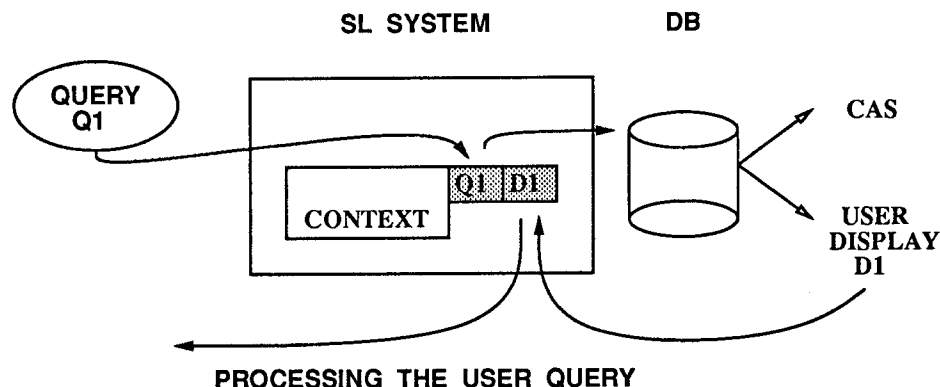 SL SYSTEM
DB
QUERY
Q1
CAS
Q1
D1
CONTEXT
USER
DISPLAY
D1
PROCESSING THE USER QUERY